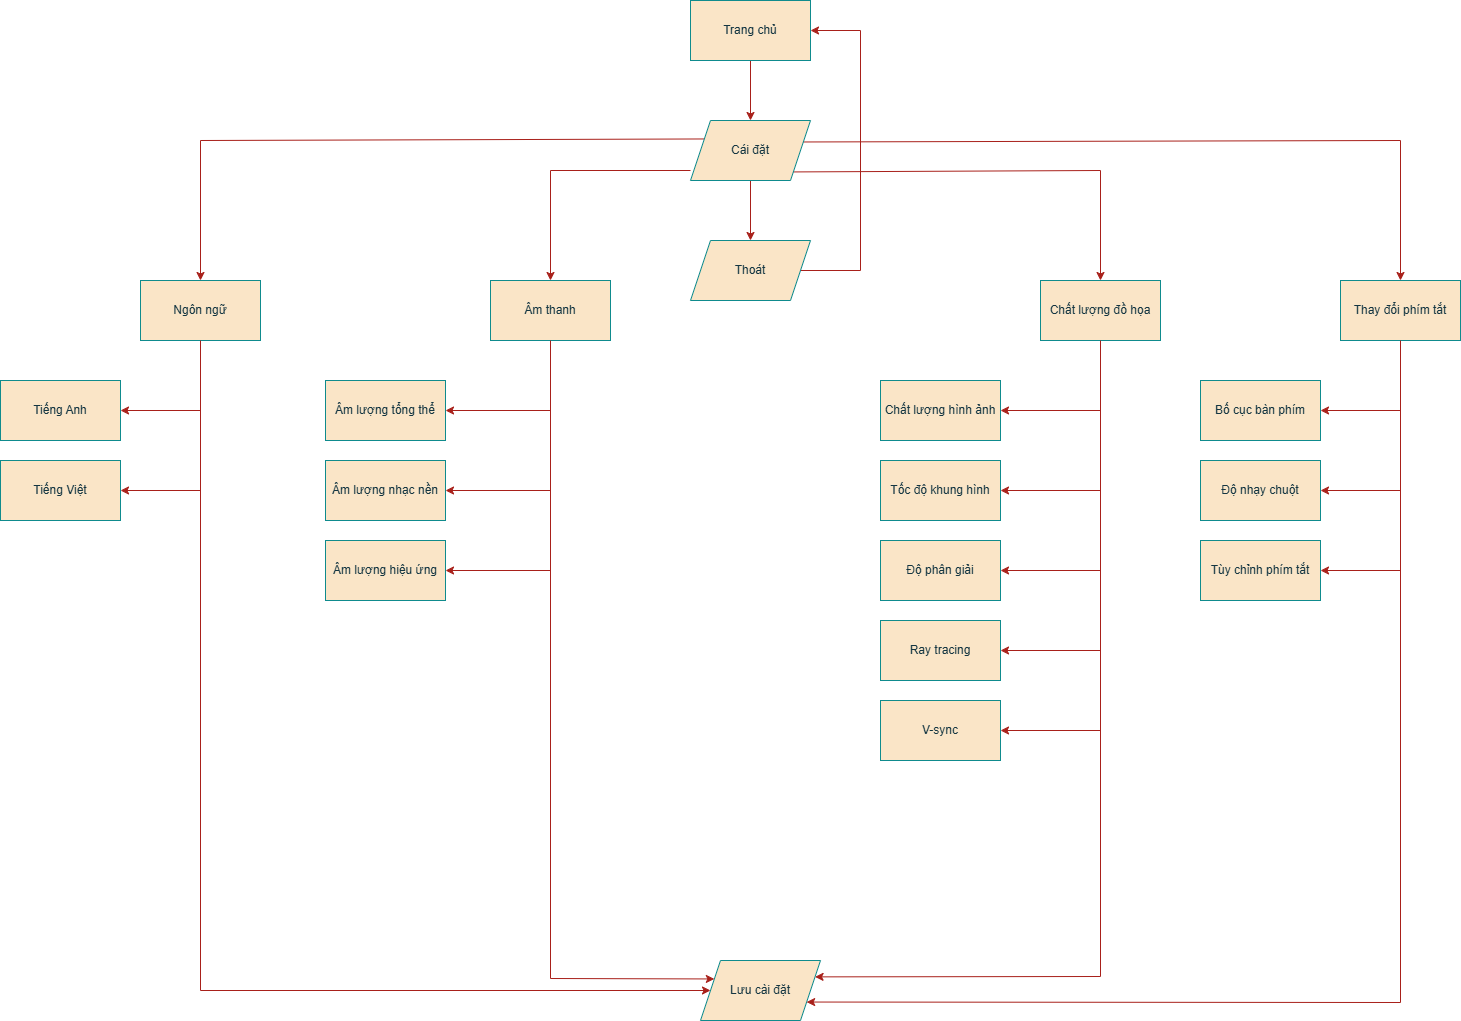 Trang chủ
Cái đặt
Thoát
Ngôn ngữ
Âm thanh
Chất lượng đồ họa
Thay đổi phím tắt
Tiếng Anh
Âm lượng tổng thể
Chất lượng hình ảnh
Bố cục bàn phím
Tiếng Việt
Âm lượng nhạc nền
Tốc độ khung hình
Độ nhạy chuột
Âm lượng hiệu ứng
Độ phân giải
Tùy chỉnh phím tắt
Ray tracing
V-sync
Lưu cài đặt